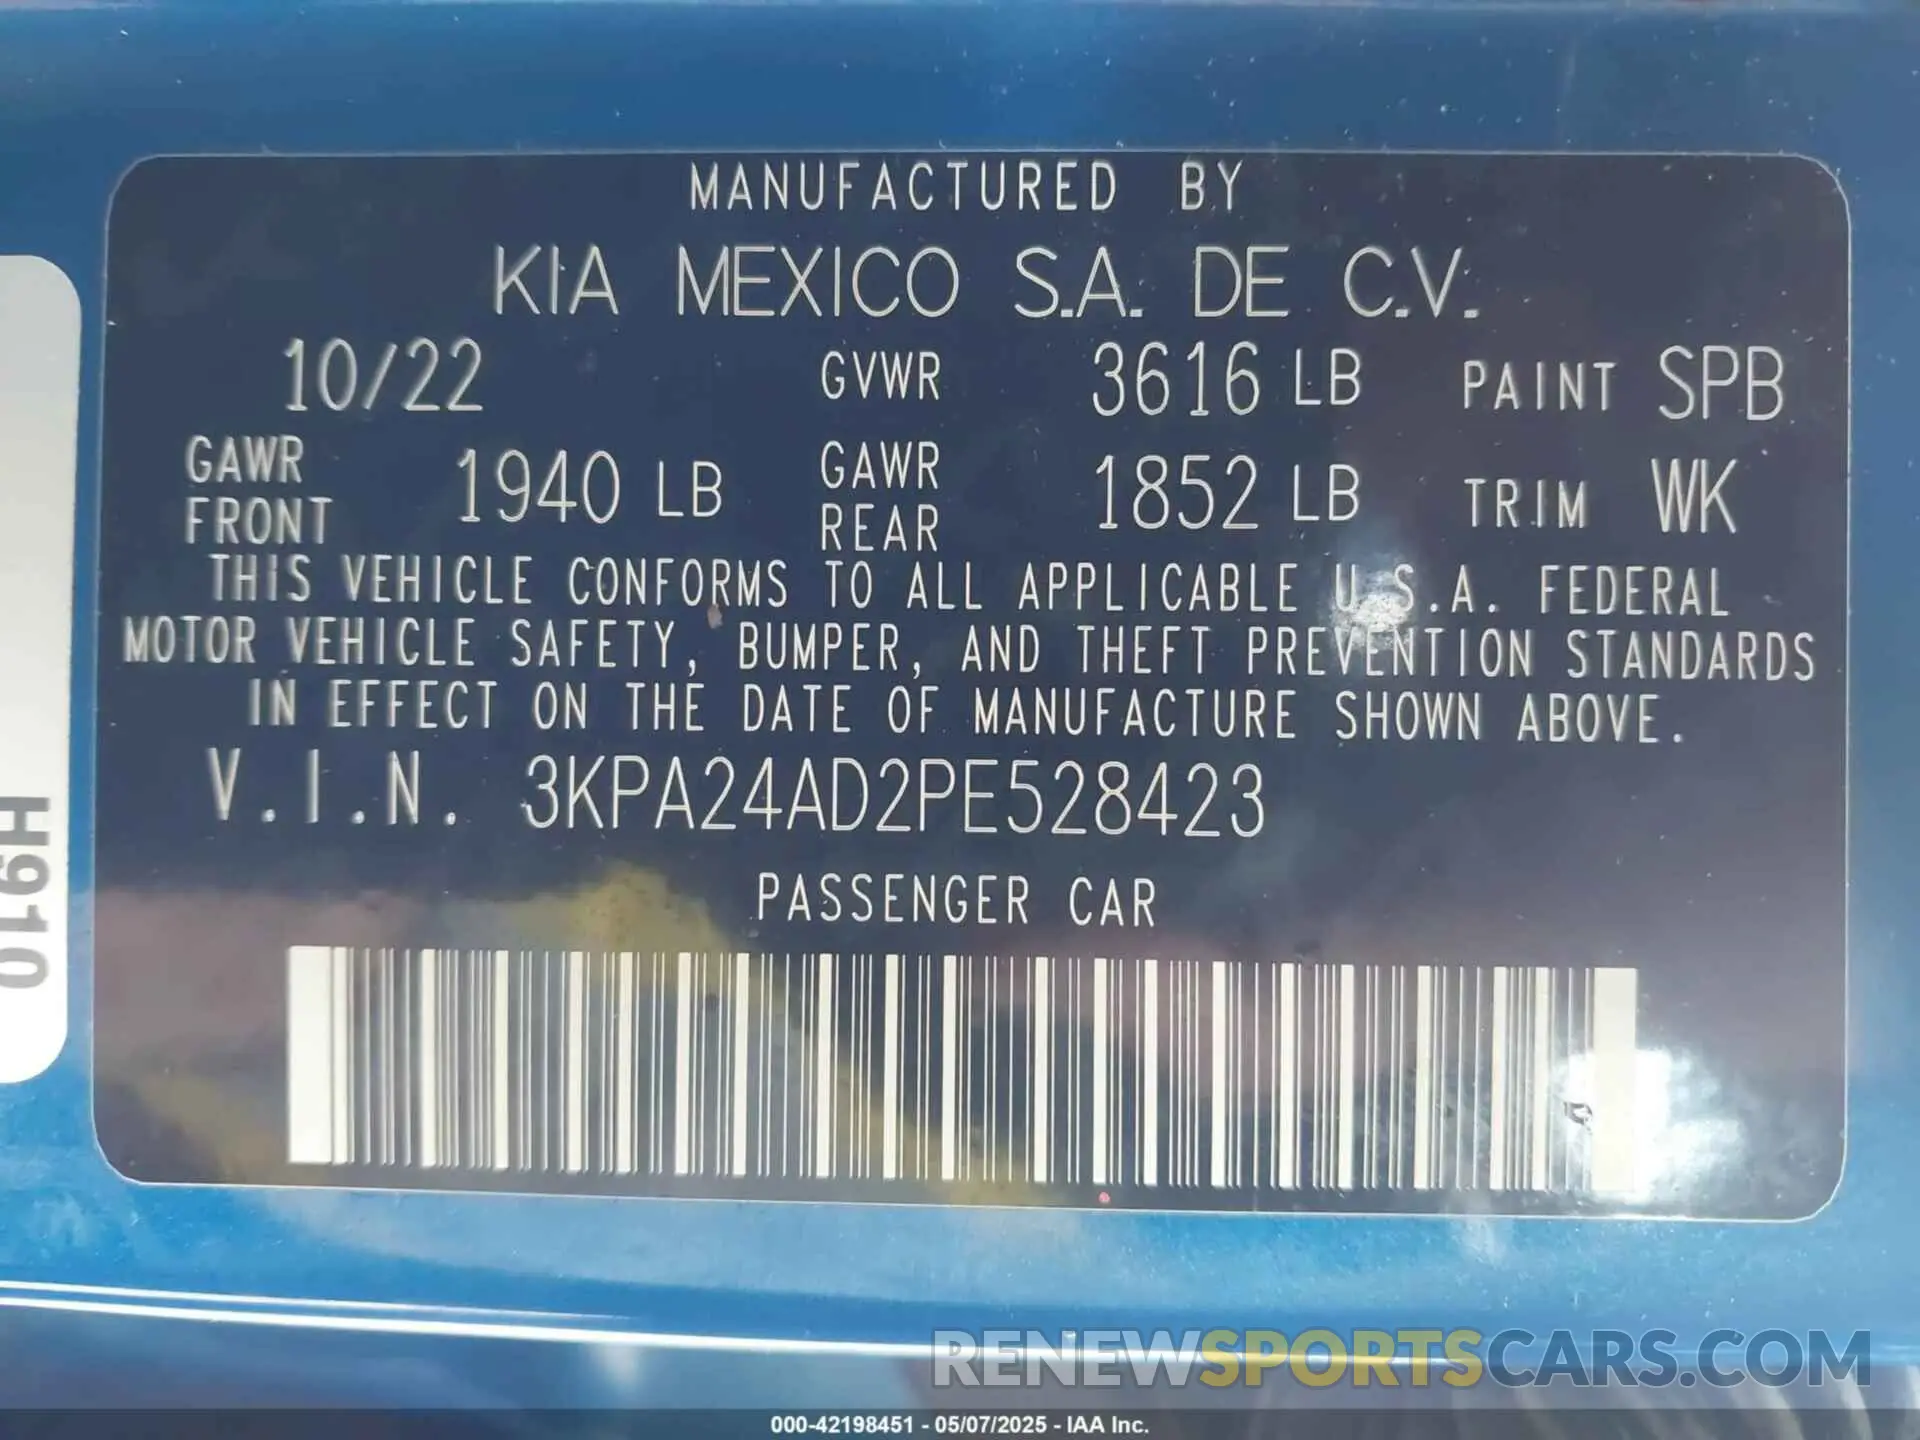 MANUFACTURED BY
KIA MEXICO S.A. DE C.V.
10/22 GVWR 3616 LB PAINT SPB
GAWR FRONT 1940 LB GAWR REAR 1852 LB TRIM WK
THIS VEHICLE CONFORMS TO ALL APPLICABLE U.S.A. FEDERAL
MOTOR VEHICLE SAFETY, BUMPER, AND THEFT PREVENTION STANDARDS
IN EFFECT ON THE DATE OF MANUFACTURE SHOWN ABOVE.
V.I.N. 3KPA24AD2PE528423
PASSENGER CAR
H910
RENEWSPORTSCARS.COM
000-42198451 - 05/07/2025 - IAA Inc.